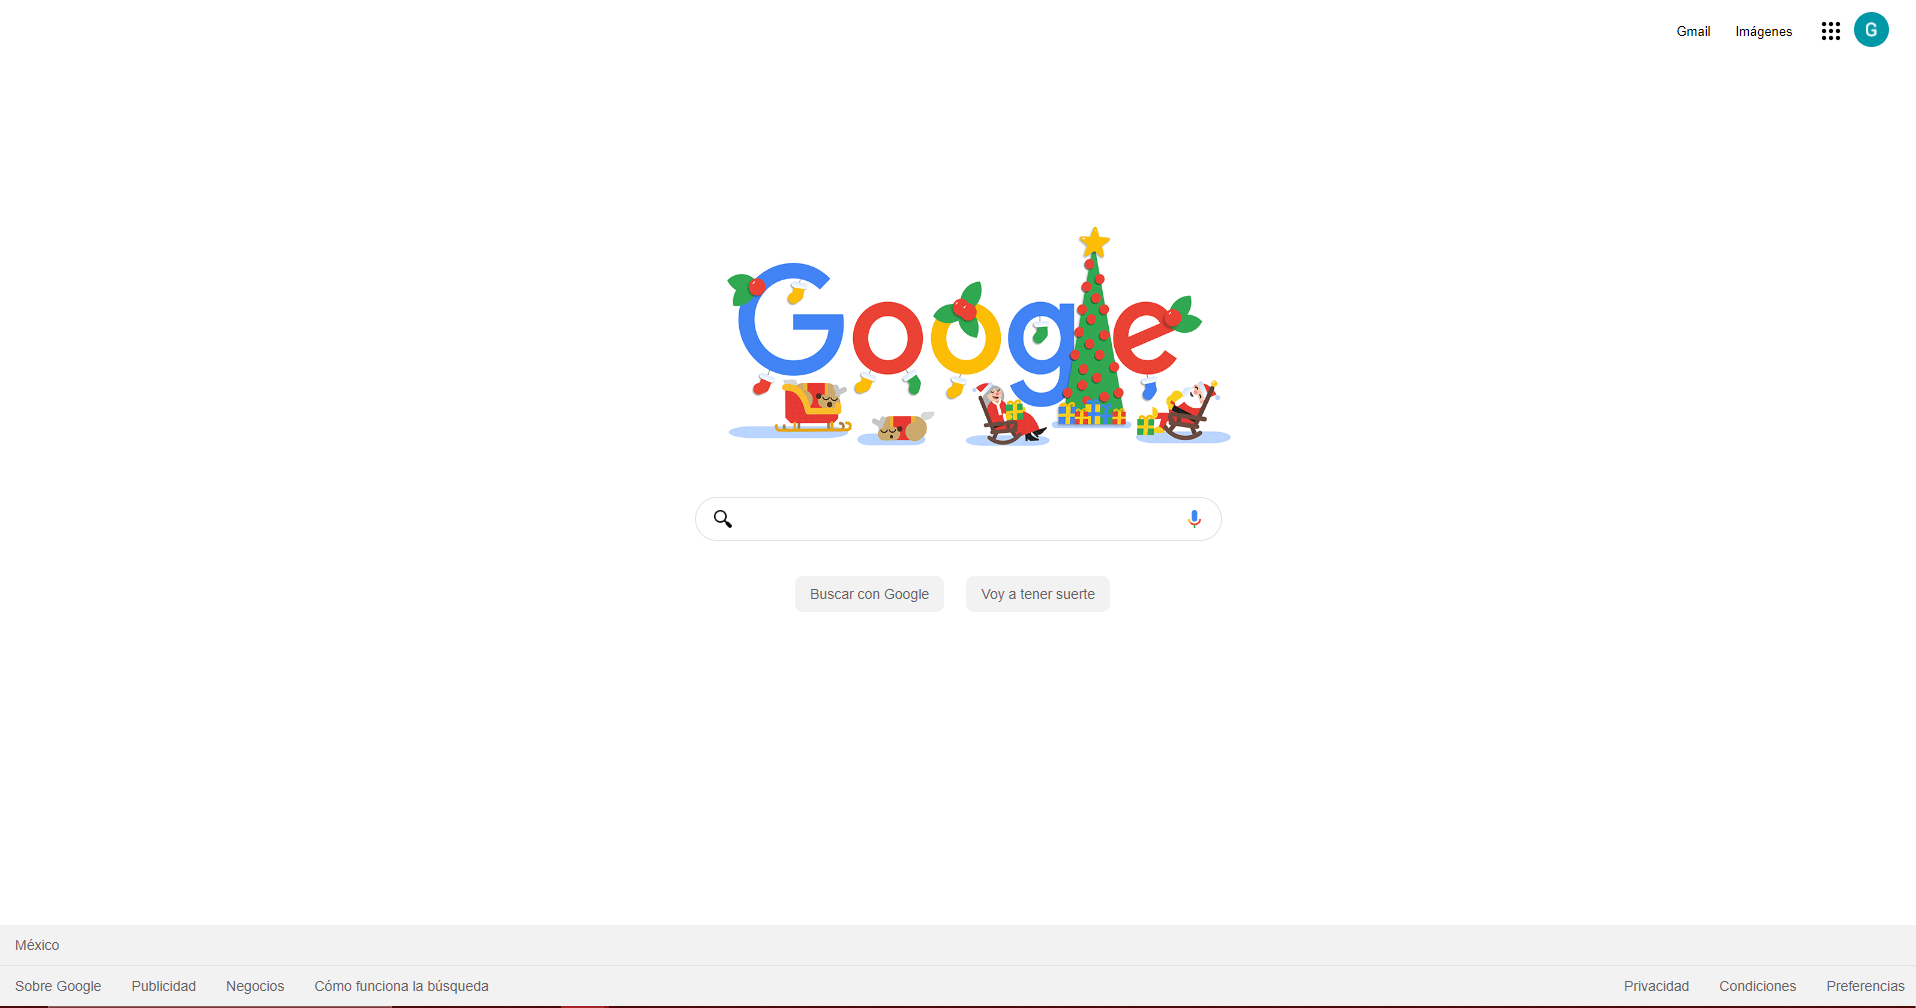 Gmail Imágenes G
Google
Buscar con Google Voy a tener suerte
México
Sobre Google Publicidad Negocios Cómo funciona la búsqueda Privacidad Condiciones Preferencias